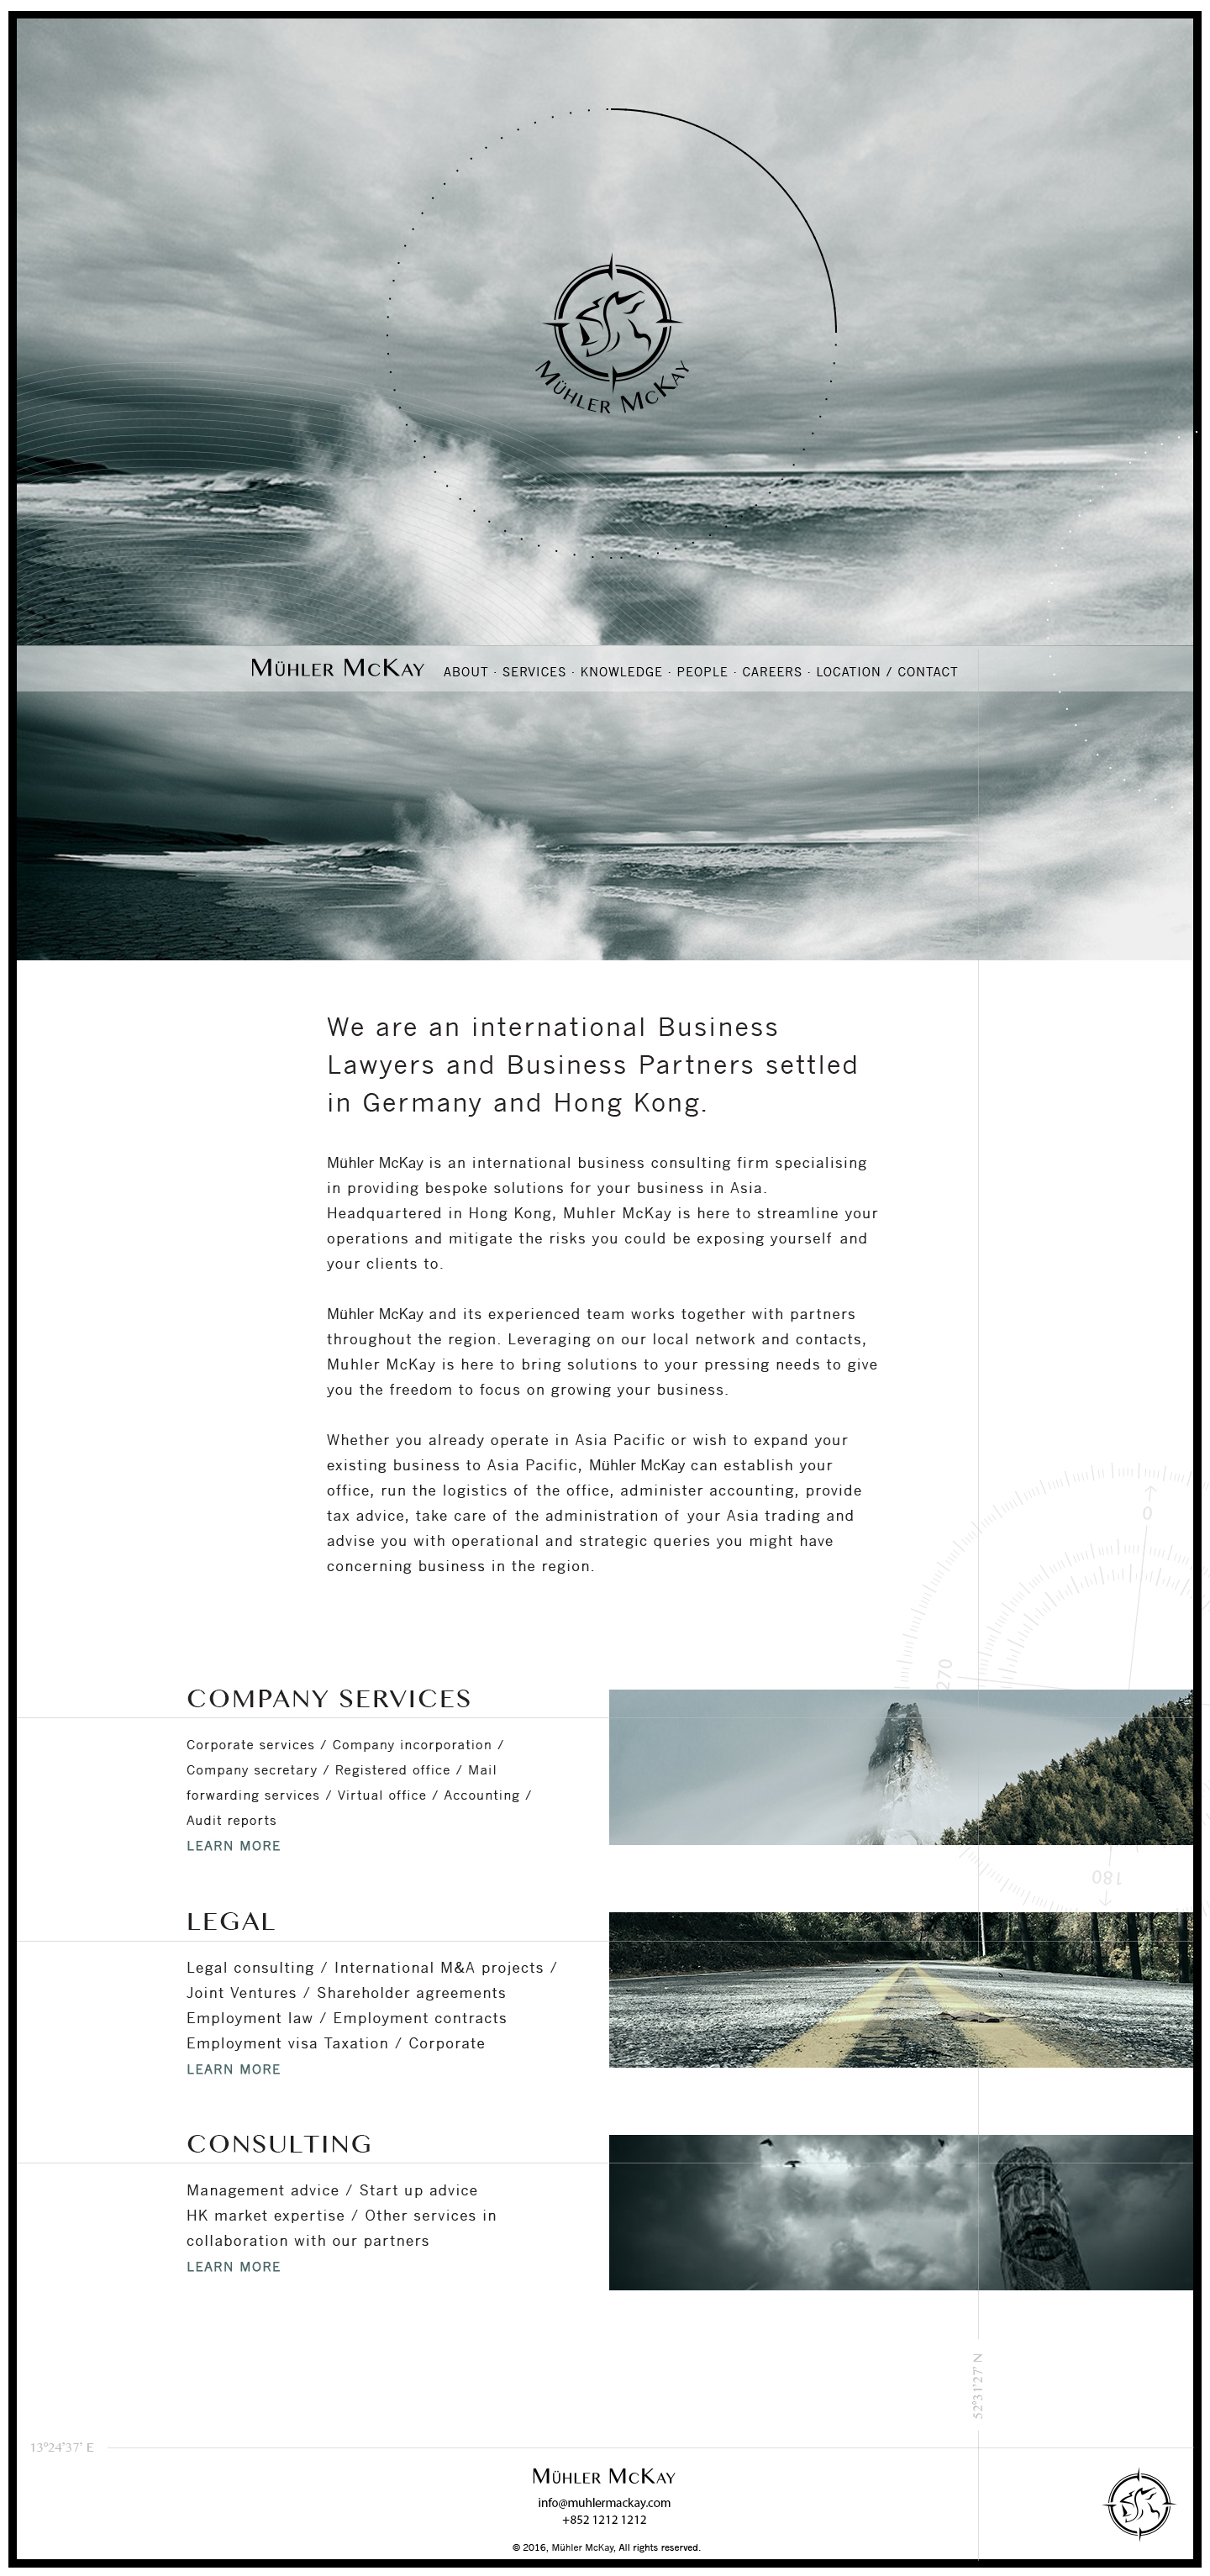 MÜHLER MCKAY
MÜHLER MCKAY ABOUT · SERVICES · KNOWLEDGE · PEOPLE · CAREERS · LOCATION / CONTACT
We are an international Business
Lawyers and Business Partners settled
in Germany and Hong Kong.
Mühler McKay is an international business consulting firm specialising
in providing bespoke solutions for your business in Asia.
Headquartered in Hong Kong, Muhler McKay is here to streamline your
operations and mitigate the risks you could be exposing yourself and
your clients to.
Mühler McKay and its experienced team works together with partners
throughout the region. Leveraging on our local network and contacts,
Muhler McKay is here to bring solutions to your pressing needs to give
you the freedom to focus on growing your business.
Whether you already operate in Asia Pacific or wish to expand your
existing business to Asia Pacific, Mühler McKay can establish your
office, run the logistics of the office, administer accounting, provide
tax advice, take care of the administration of your Asia trading and
advise you with operational and strategic queries you might have
concerning business in the region.
0
270
180
COMPANY SERVICES
Corporate services / Company incorporation /
Company secretary / Registered office / Mail
forwarding services / Virtual office / Accounting /
Audit reports
LEARN MORE
LEGAL
Legal consulting / International M&A projects /
Joint Ventures / Shareholder agreements
Employment law / Employment contracts
Employment visa Taxation / Corporate
LEARN MORE
CONSULTING
Management advice / Start up advice
HK market expertise / Other services in
collaboration with our partners
LEARN MORE
52°31'27' N
13°24'37' E
MÜHLER MCKAY
info@muhlermackay.com
+852 1212 1212
© 2016, Mühler McKay, All rights reserved.